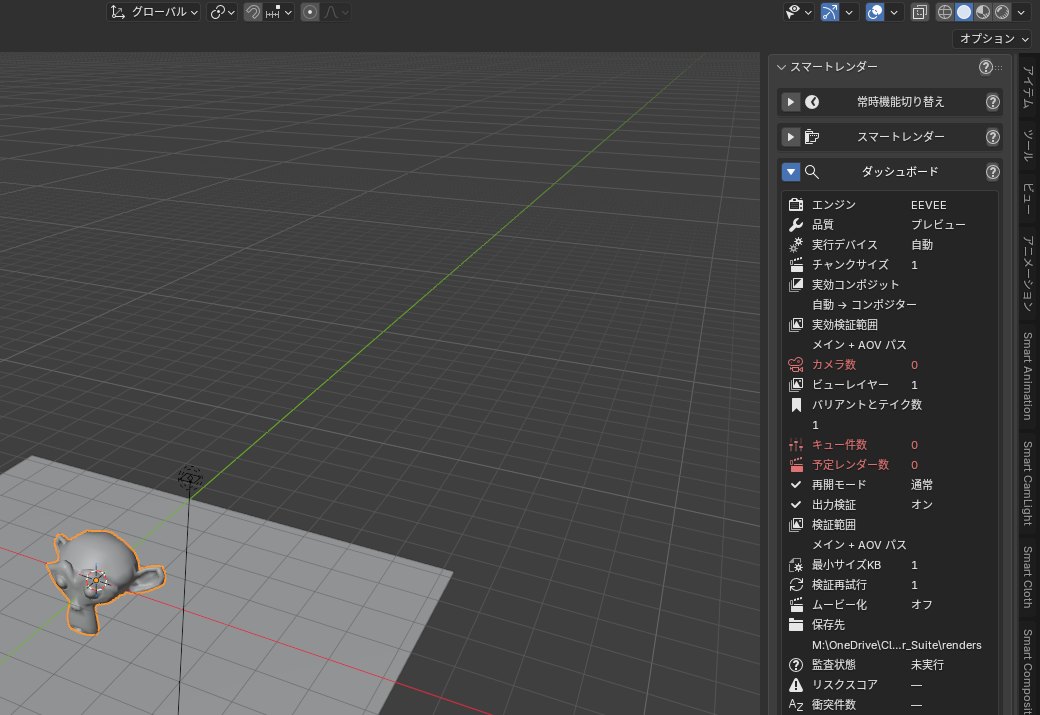 グローバル
オプション
スマートレンダー
常時機能切り替え
スマートレンダー
ダッシュボード
エンジン EEVEE
品質 プレビュー
実行デバイス 自動
チャンクサイズ 1
実効コンポジット
自動 → コンポジター
実効検証範囲
メイン + AOV パス
カメラ数 0
ビューレイヤー 1
バリアントとテイク数
1
キュー件数 0
予定レンダー数 0
再開モード 通常
出力検証 オン
検証範囲
メイン + AOV パス
最小サイズKB 1
検証再試行 1
ムービー化 オフ
保存先
M:\OneDrive\Cl...r_Suite\renders
監査状態 未実行
リスクスコア —
衝突件数 —
アイテム
ツール
ビュー
アニメーション
Smart Animation
Smart CamLight
Smart Cloth
Smart Composit